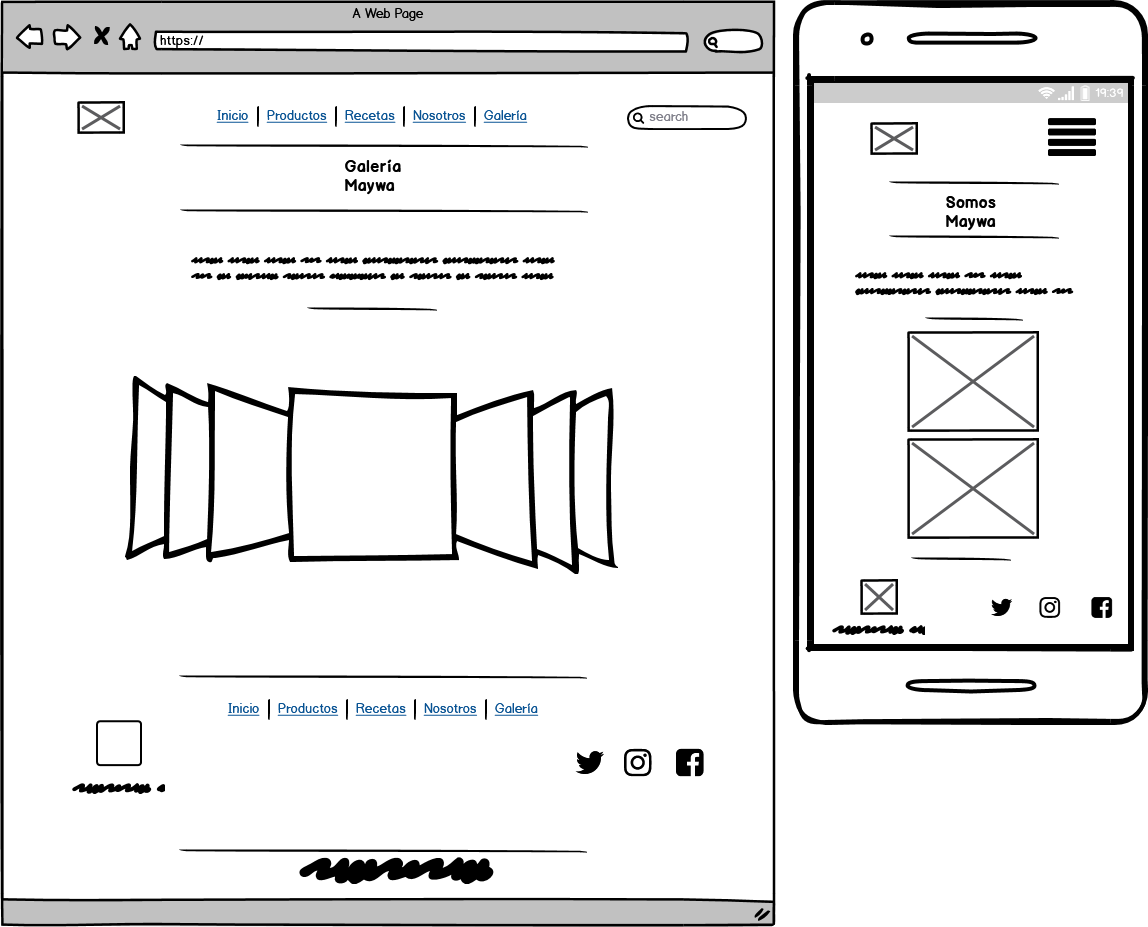 A Web Page
https://
Inicio Productos Recetas Nosotros Galería
search
Galería
Maywa
Inicio Productos Recetas Nosotros Galería
19:39
Somos
Maywa